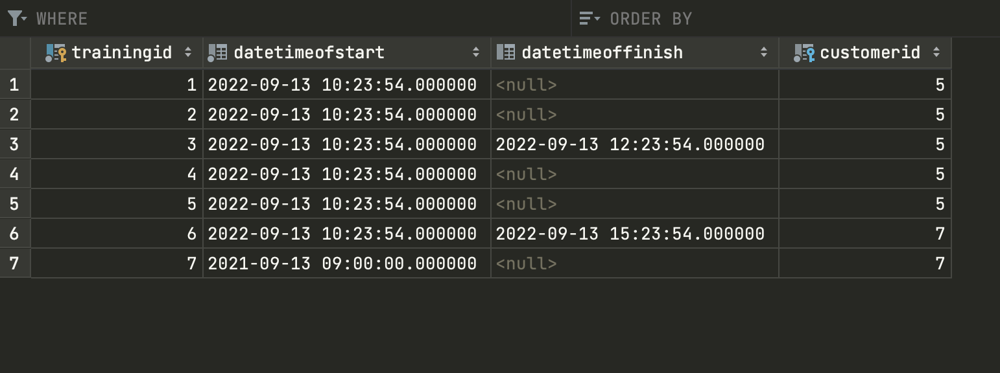 WHERE ORDER BY
trainingid datetimeofstart datetimeoffinish customerid
1 1 2022-09-13 10:23:54.000000 <null> 5
2 2 2022-09-13 10:23:54.000000 <null> 5
3 3 2022-09-13 10:23:54.000000 2022-09-13 12:23:54.000000 5
4 4 2022-09-13 10:23:54.000000 <null> 5
5 5 2022-09-13 10:23:54.000000 <null> 5
6 6 2022-09-13 10:23:54.000000 2022-09-13 15:23:54.000000 7
7 7 2021-09-13 09:00:00.000000 <null> 7